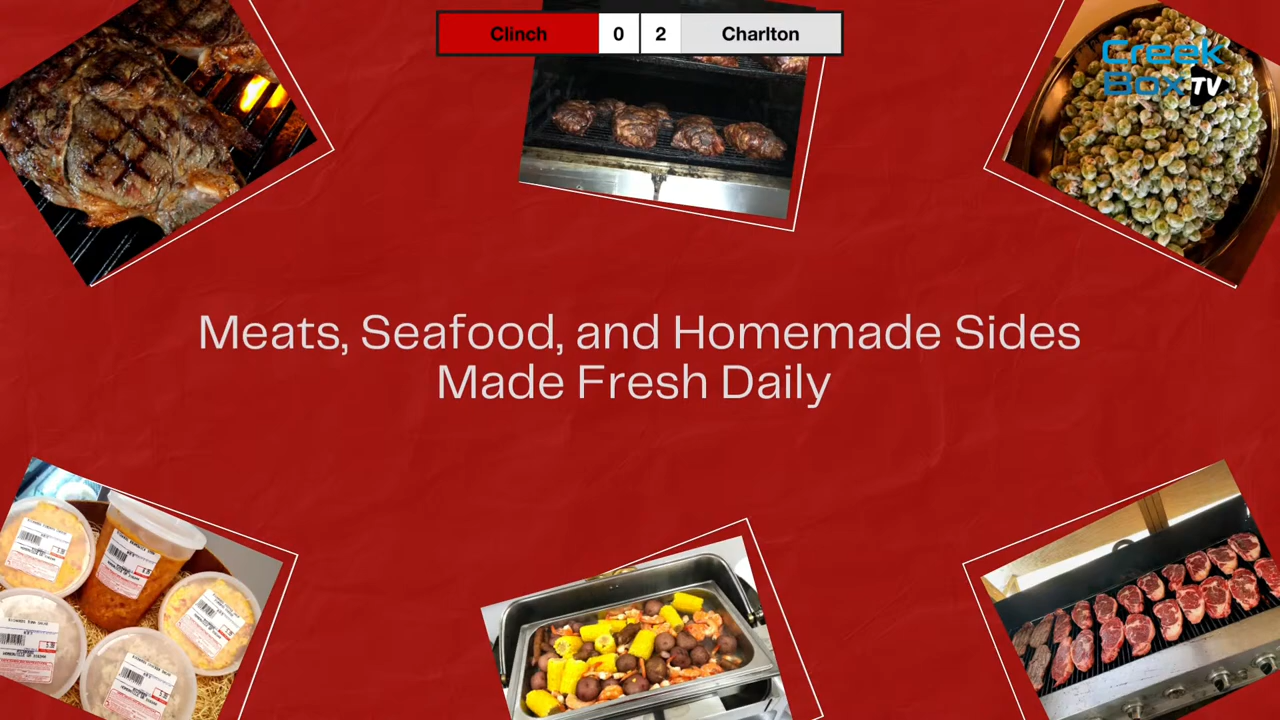 Clinch 0 2 Charlton
Creek
Box TV
Meats, Seafood, and Homemade Sides
Made Fresh Daily